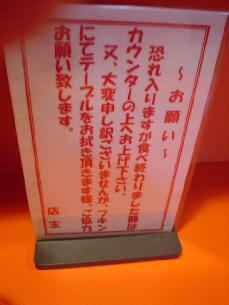 ～お願い～
恐れ入りますが食べ終わりました器は
カウンターの上へお上げ下さい。
又、大変申し訳ございませんが、フキン
にてテーブルをお拭き頂きます様、ご協力
お願い致します。
店主